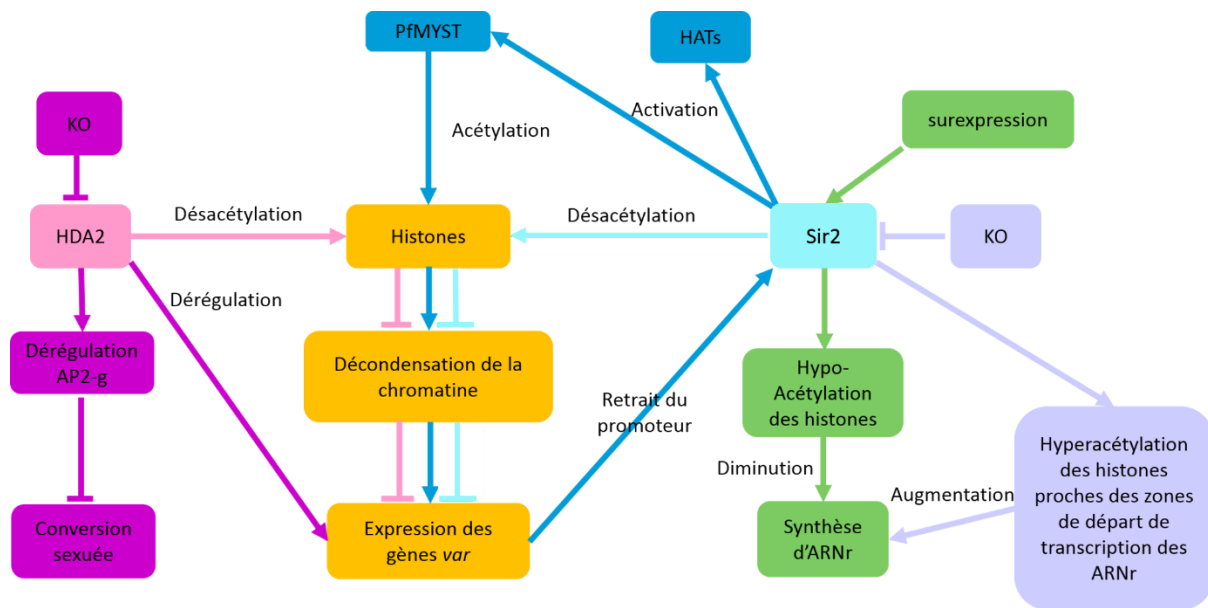 PfMYST
HATs
KO
Acétylation
Activation
surexpression
Désacétylation
Désacétylation
HDA2
Histones
Sir2
KO
Dérégulation
Dérégulation
AP2-g
Décondensation de la
chromatine
Hypo-
Acétylation
des histones
Retrait du
promoteur
Diminution
Augmentation
Hyperacétylation
des histones
proches des zones
de départ de
transcription des
ARNr
Conversion
sexuée
Expression des
gènes var
Synthèse
d’ARNr